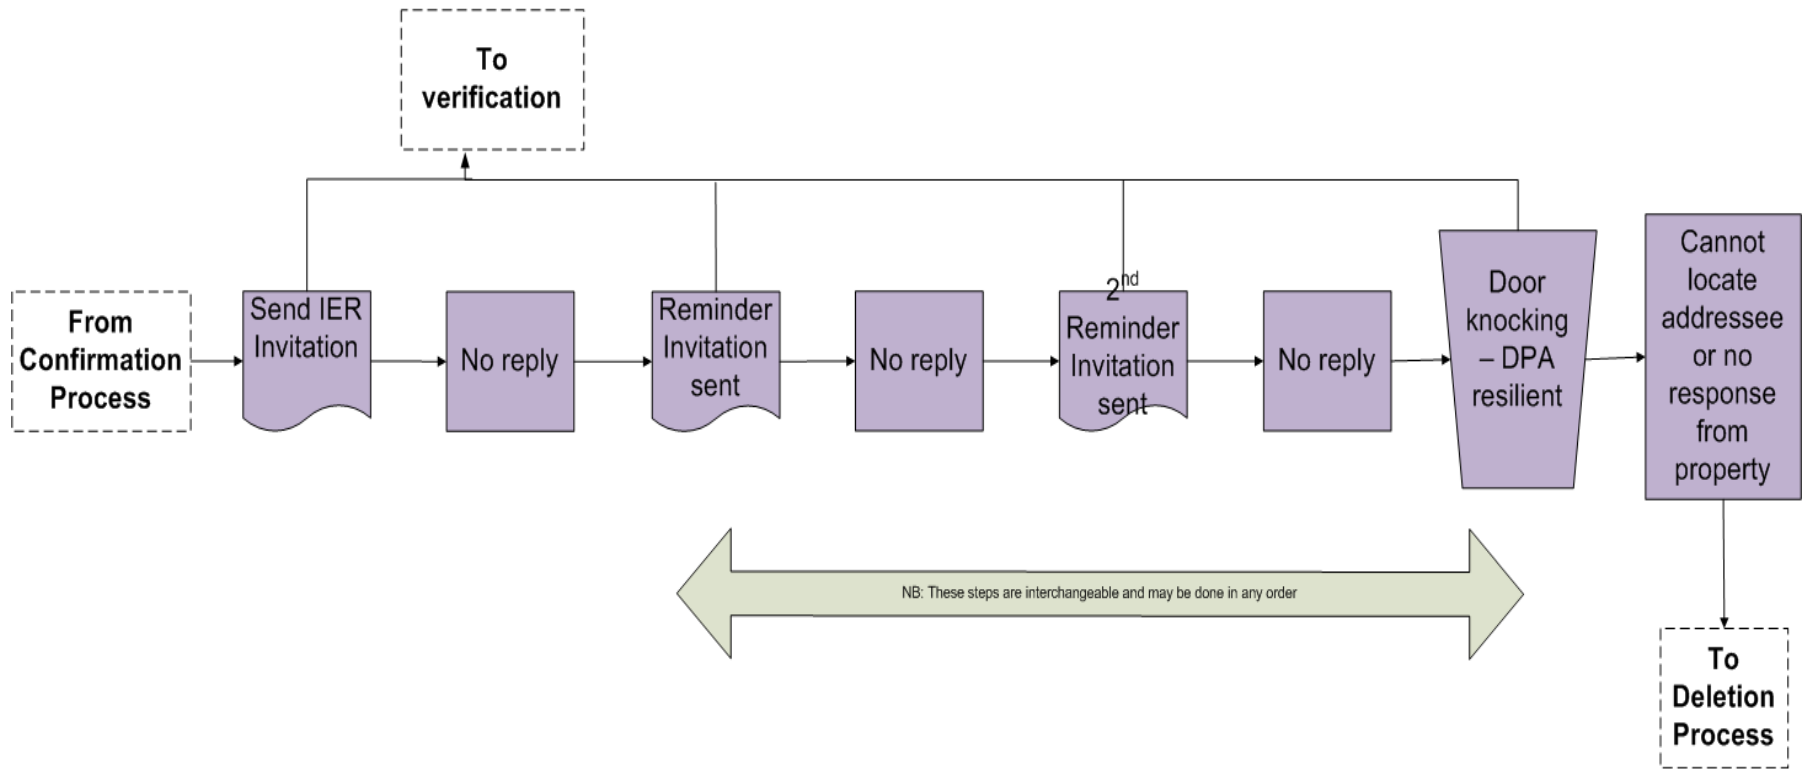 To
verification
From
Confirmation
Process
Send IER
Invitation
No reply
Reminder
Invitation
sent
No reply
2nd
Reminder
Invitation
sent
No reply
Door
knocking
– DPA
resilient
Cannot
locate
addressee
or no
response
from
property
NB: These steps are interchangeable and may be done in any order
To
Deletion
Process